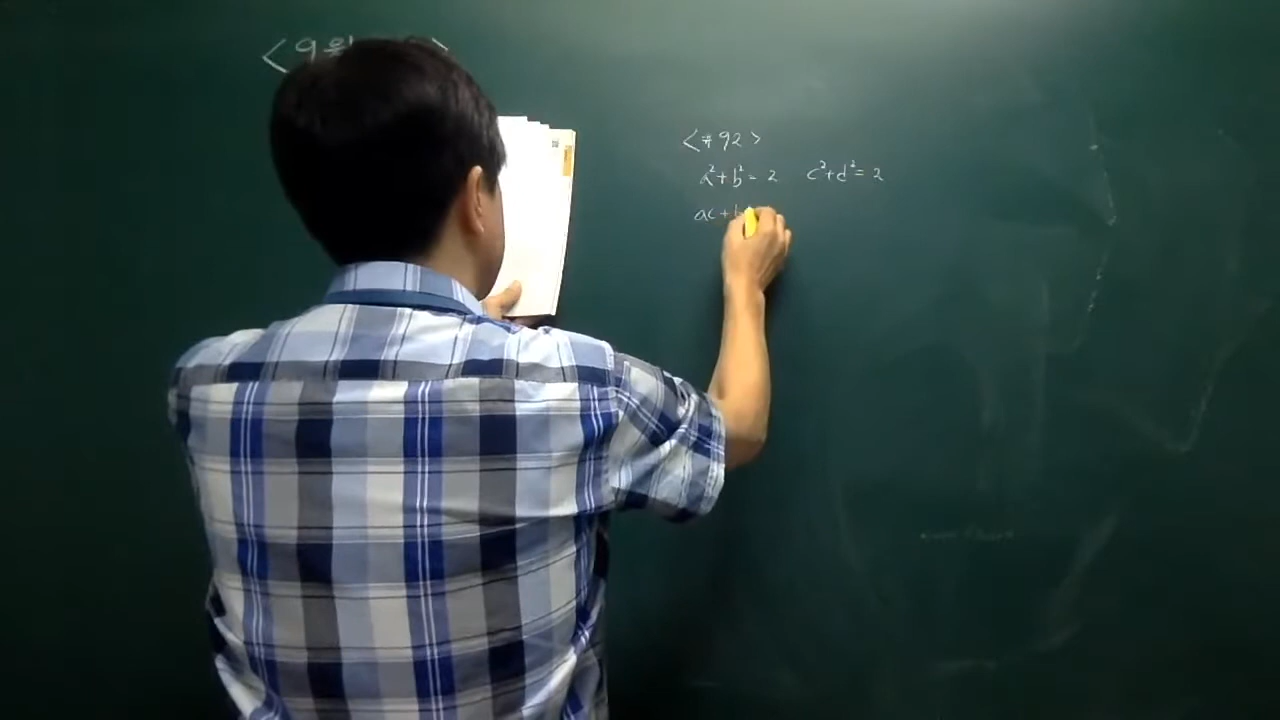 <9월
<#92>
a²+b²=2 c²+d²=2
ac+b